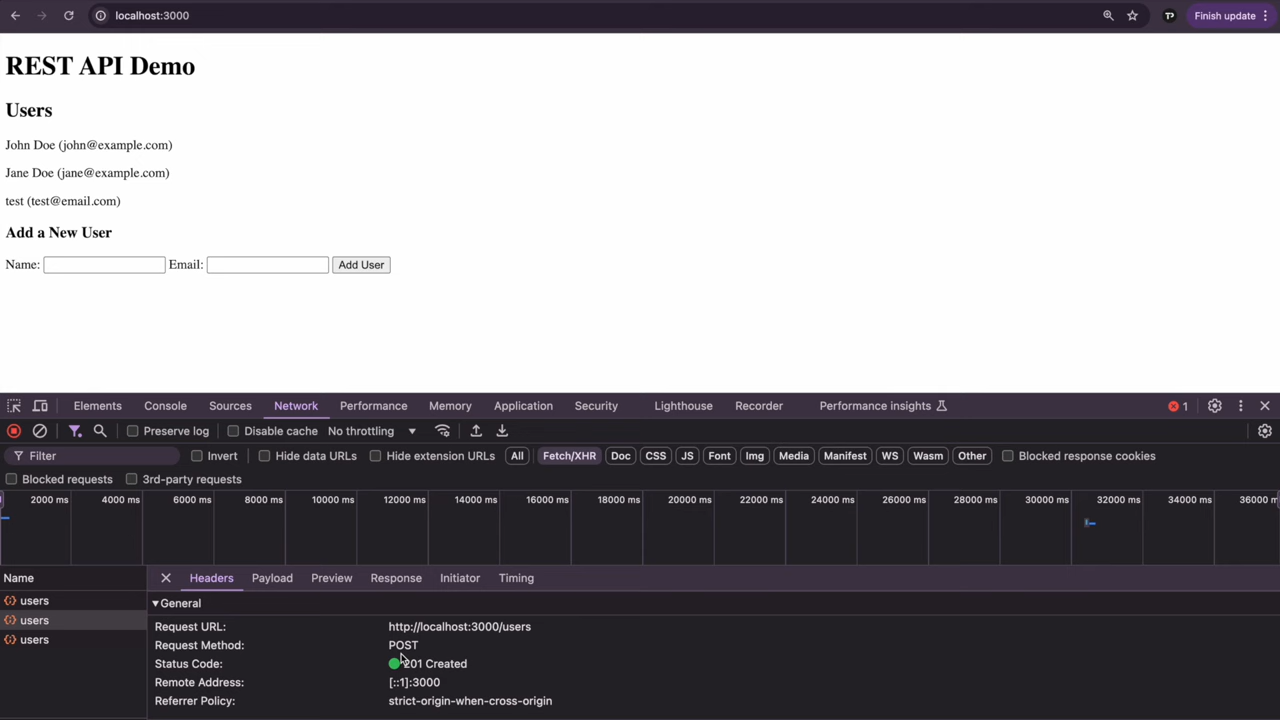 localhost:3000 Finish update
REST API Demo
Users
John Doe (john@example.com)
Jane Doe (jane@example.com)
test (test@email.com)
Add a New User
Name: Email: Add User
Elements Console Sources Network Performance Memory Application Security Lighthouse Recorder Performance insights 1
Preserve log Disable cache No throttling
Filter Invert Hide data URLs Hide extension URLs All Fetch/XHR Doc CSS JS Font Img Media Manifest WS Wasm Other Blocked response cookies
Blocked requests 3rd-party requests
2000 ms 4000 ms 6000 ms 8000 ms 10000 ms 12000 ms 14000 ms 16000 ms 18000 ms 20000 ms 22000 ms 24000 ms 26000 ms 28000 ms 30000 ms 32000 ms 34000 ms 36000 m
Name Headers Payload Preview Response Initiator Timing
users
users
users
General
Request URL: http://localhost:3000/users
Request Method: POST
Status Code: 201 Created
Remote Address: [::1]:3000
Referrer Policy: strict-origin-when-cross-origin